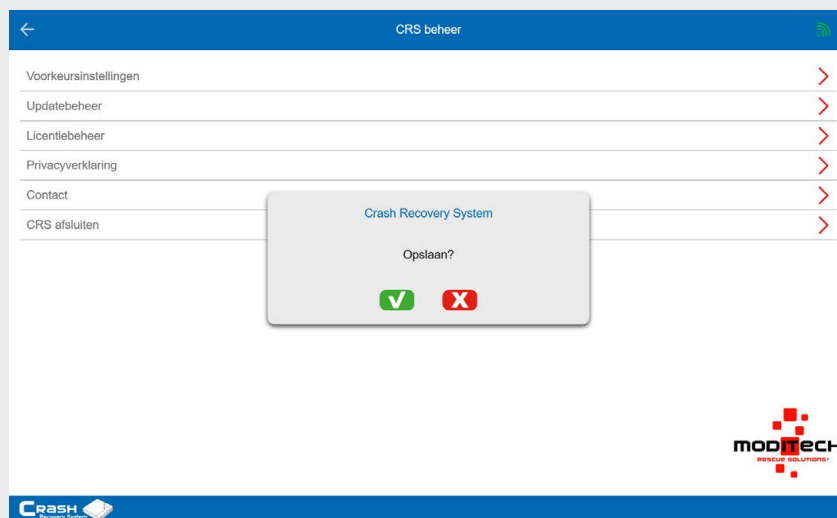 CRS beheer
Voorkeursinstellingen
Updatebeheer
Licentiebeheer
Privacyverklaring
Contact
CRS afsluiten
Crash Recovery System
Opslaan?
V X
MODITECH
RESCUE SOLUTIONS
CRASH
Recovery System